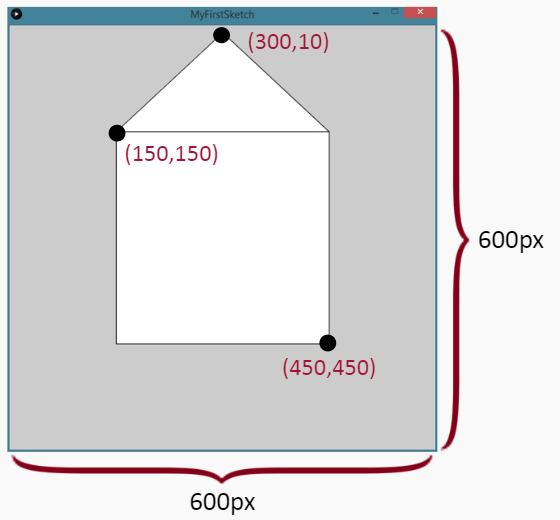 MyFirstSketch
(300,10)
(150,150)
600px
(450,450)
600px